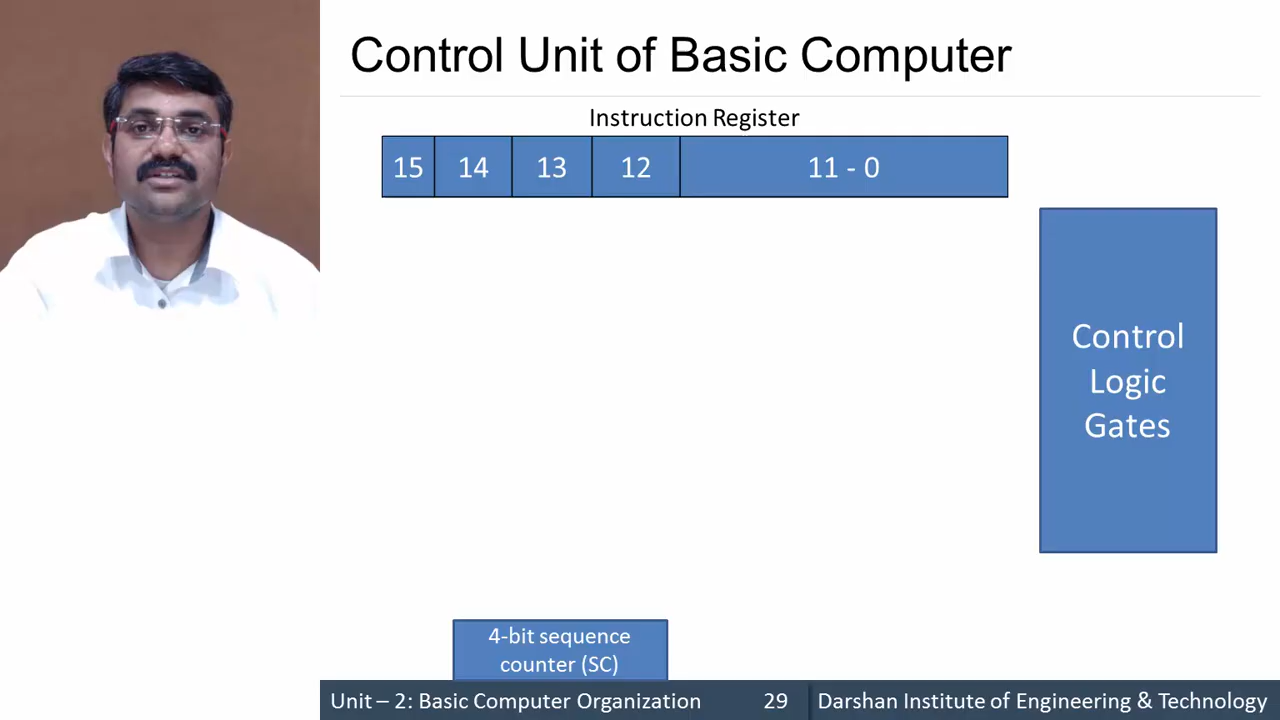 Control Unit of Basic Computer
Instruction Register
15 14 13 12 11 - 0
Control
Logic
Gates
4-bit sequence
counter (SC)
Unit – 2: Basic Computer Organization 29 Darshan Institute of Engineering & Technology